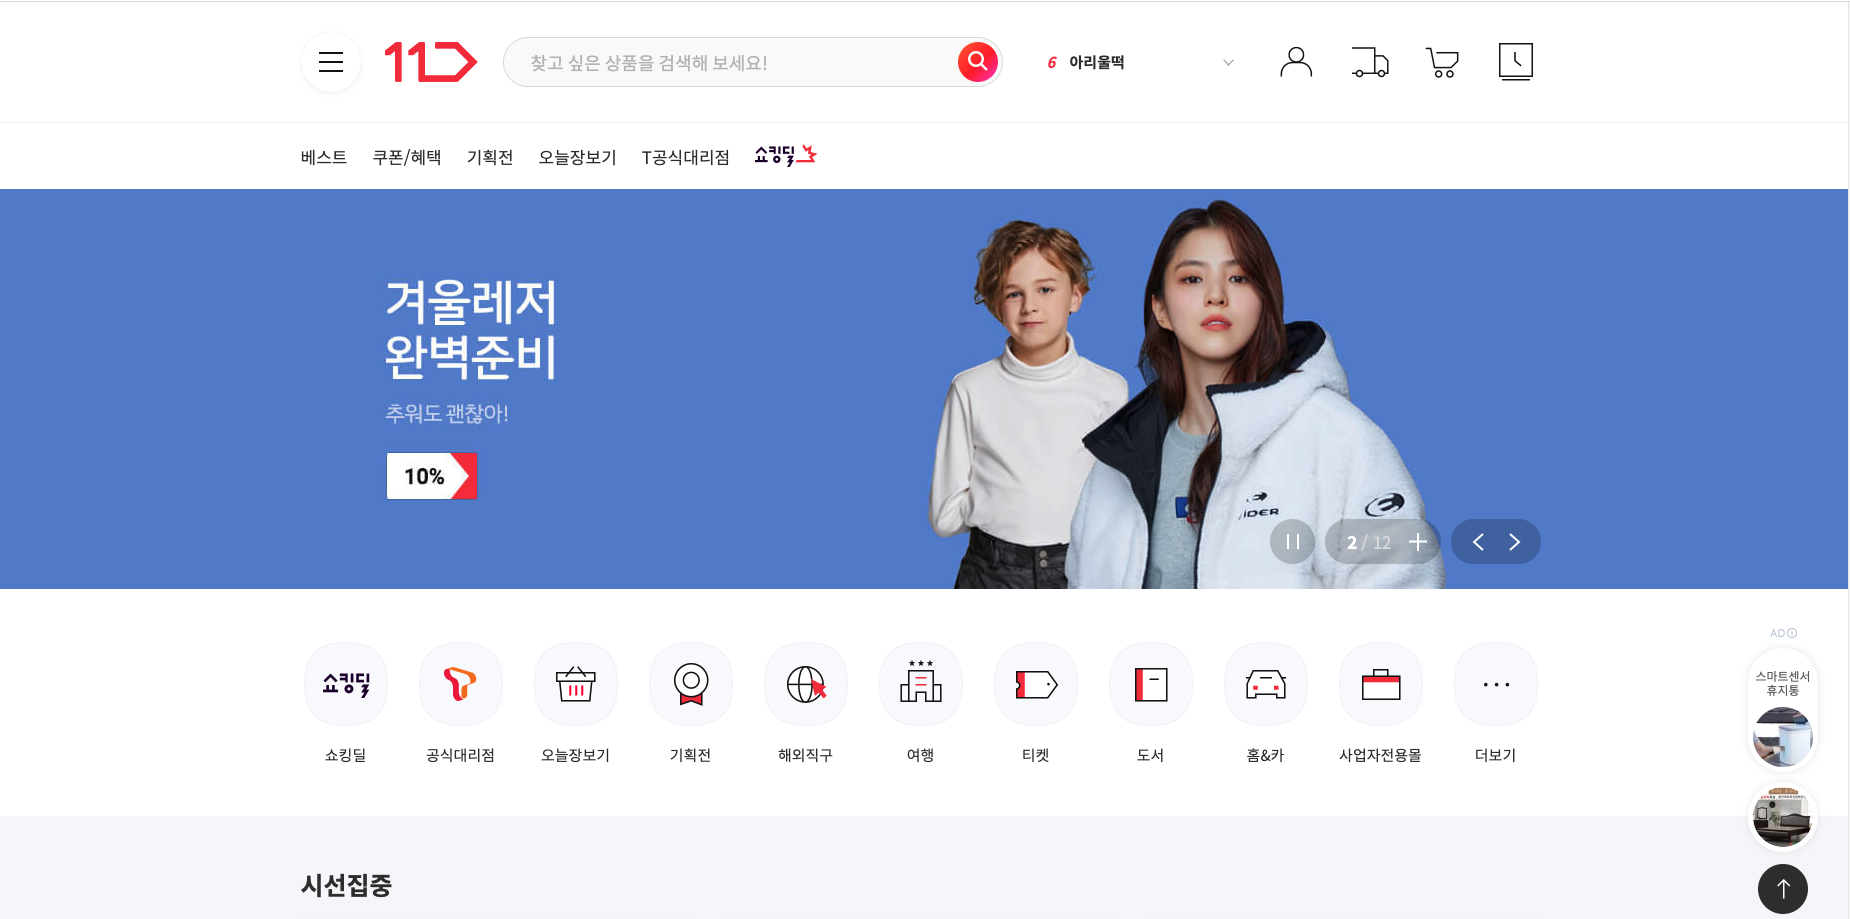 11
찾고 싶은 상품을 검색해 보세요!
6 아리울떡
베스트 쿠폰/혜택 기획전 오늘장보기 T공식대리점 쇼킹딜
겨울레저
완벽준비
추워도 괜찮아!
10%
IDER
2 / 12
AD
스마트센서
휴지통
쇼킹딜
쇼킹딜 공식대리점 오늘장보기 기획전 해외직구 여행 티켓 도서 홈&카 사업자전용몰 더보기
시선집중